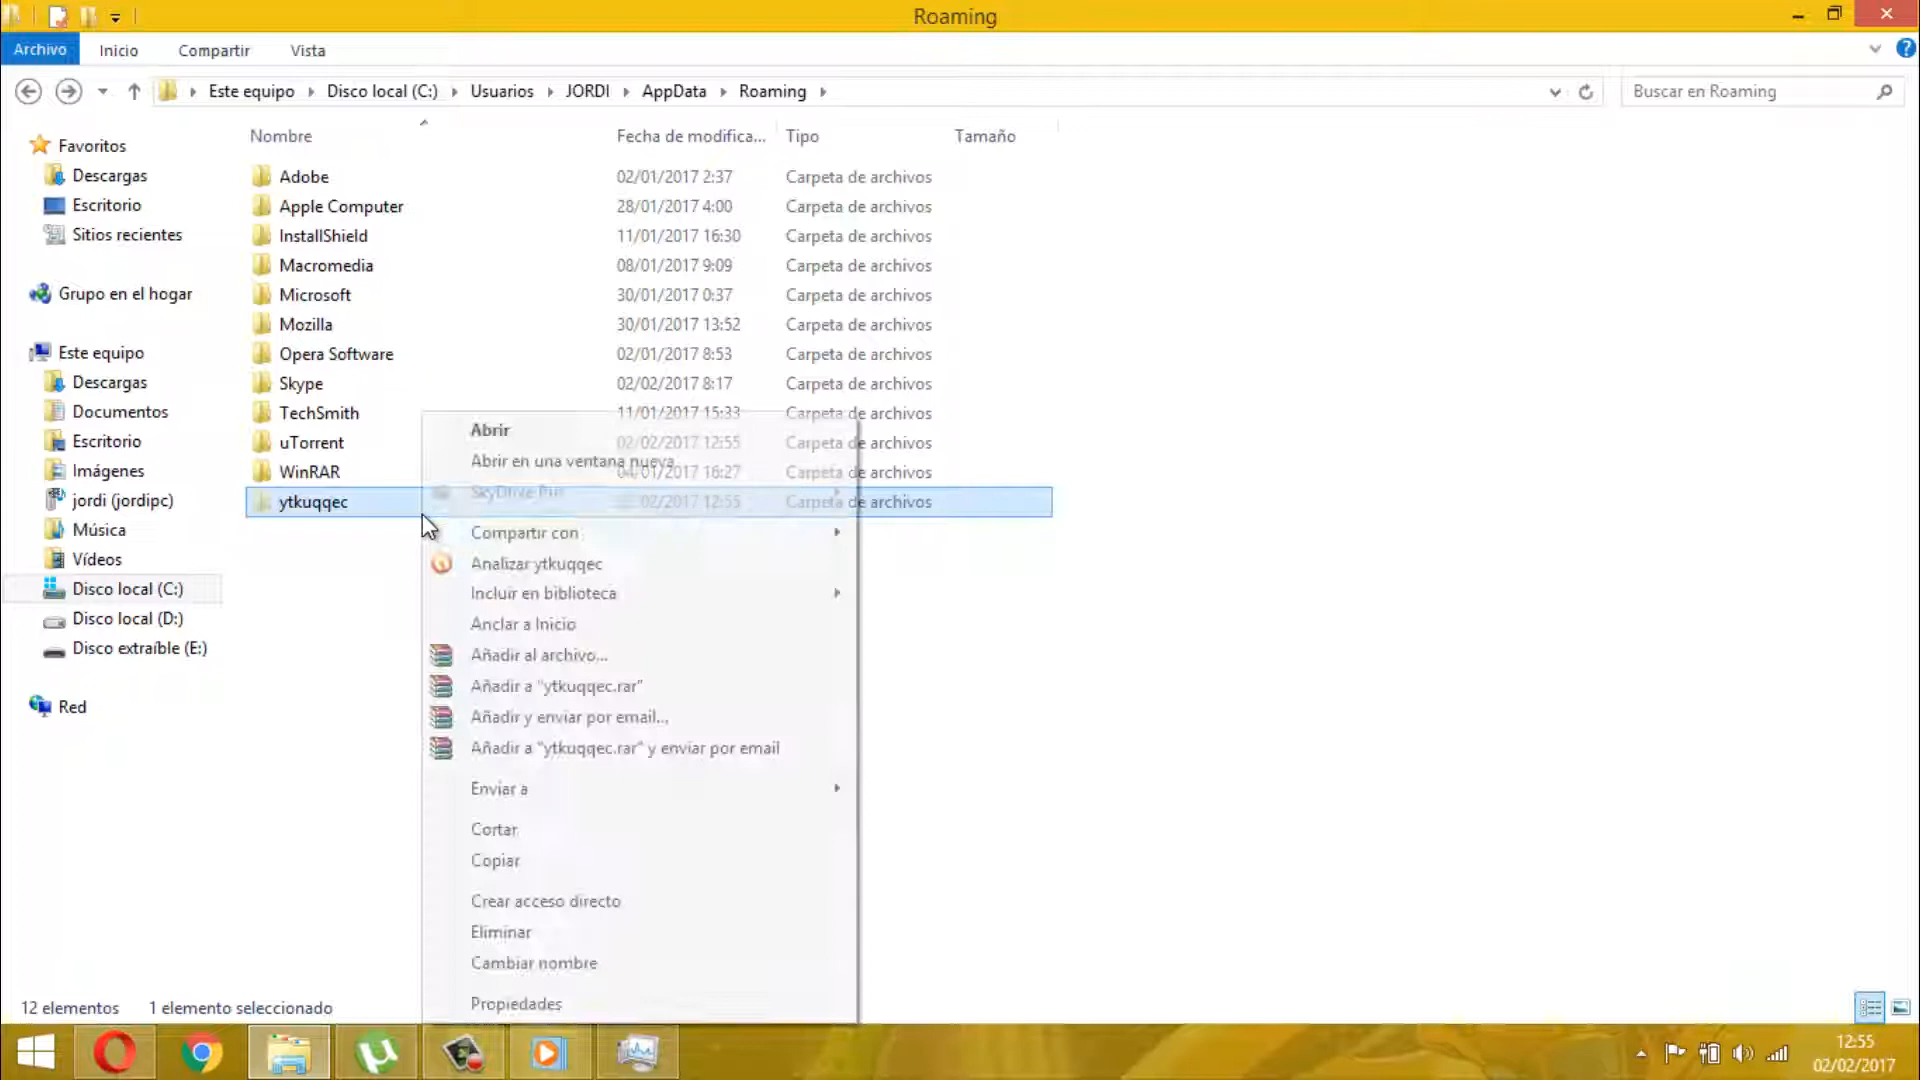 Roaming
Archivo Inicio Compartir Vista
Este equipo Disco local (C:) Usuarios JORDI AppData Roaming Buscar en Roaming
Nombre Fecha de modifica... Tipo Tamaño
Favoritos
Descargas
Escritorio
Sitios recientes
Grupo en el hogar
Este equipo
Descargas
Documentos
Escritorio
Imágenes
jordi (jordipc)
Música
Vídeos
Disco local (C:)
Disco local (D:)
Disco extraíble (E:)
Red
Adobe 02/01/2017 2:37 Carpeta de archivos
Apple Computer 28/01/2017 4:00 Carpeta de archivos
InstallShield 11/01/2017 16:30 Carpeta de archivos
Macromedia 08/01/2017 9:09 Carpeta de archivos
Microsoft 30/01/2017 0:37 Carpeta de archivos
Mozilla 30/01/2017 13:52 Carpeta de archivos
Opera Software 02/01/2017 8:53 Carpeta de archivos
Skype 02/02/2017 8:17 Carpeta de archivos
TechSmith 11/01/2017 15:33 Carpeta de archivos
uTorrent 02/02/2017 12:55 Carpeta de archivos
WinRAR 04/01/2017 16:27 Carpeta de archivos
ytkuqqec 02/2017 12:55 Carpeta de archivos
Abrir
Abrir en una ventana nueva
SkyDrive Pro
Compartir con
Analizar ytkuqqec
Incluir en biblioteca
Anclar a Inicio
Añadir al archivo...
Añadir a "ytkuqqec.rar"
Añadir y enviar por email...
Añadir a "ytkuqqec.rar" y enviar por email
Enviar a
Cortar
Copiar
Crear acceso directo
Eliminar
Cambiar nombre
Propiedades
12 elementos 1 elemento seleccionado
12:55
02/02/2017